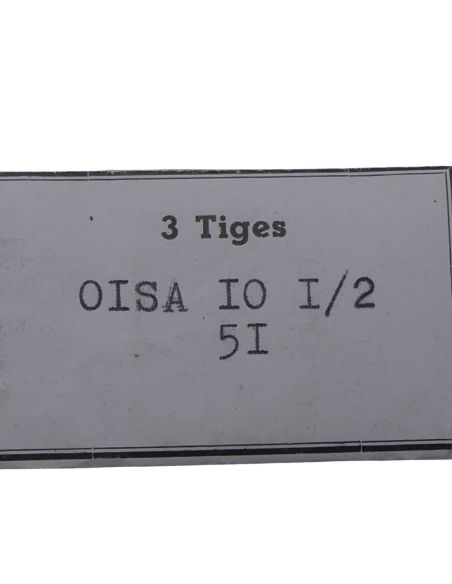 3 Tiges
OISA IO I/2
5I